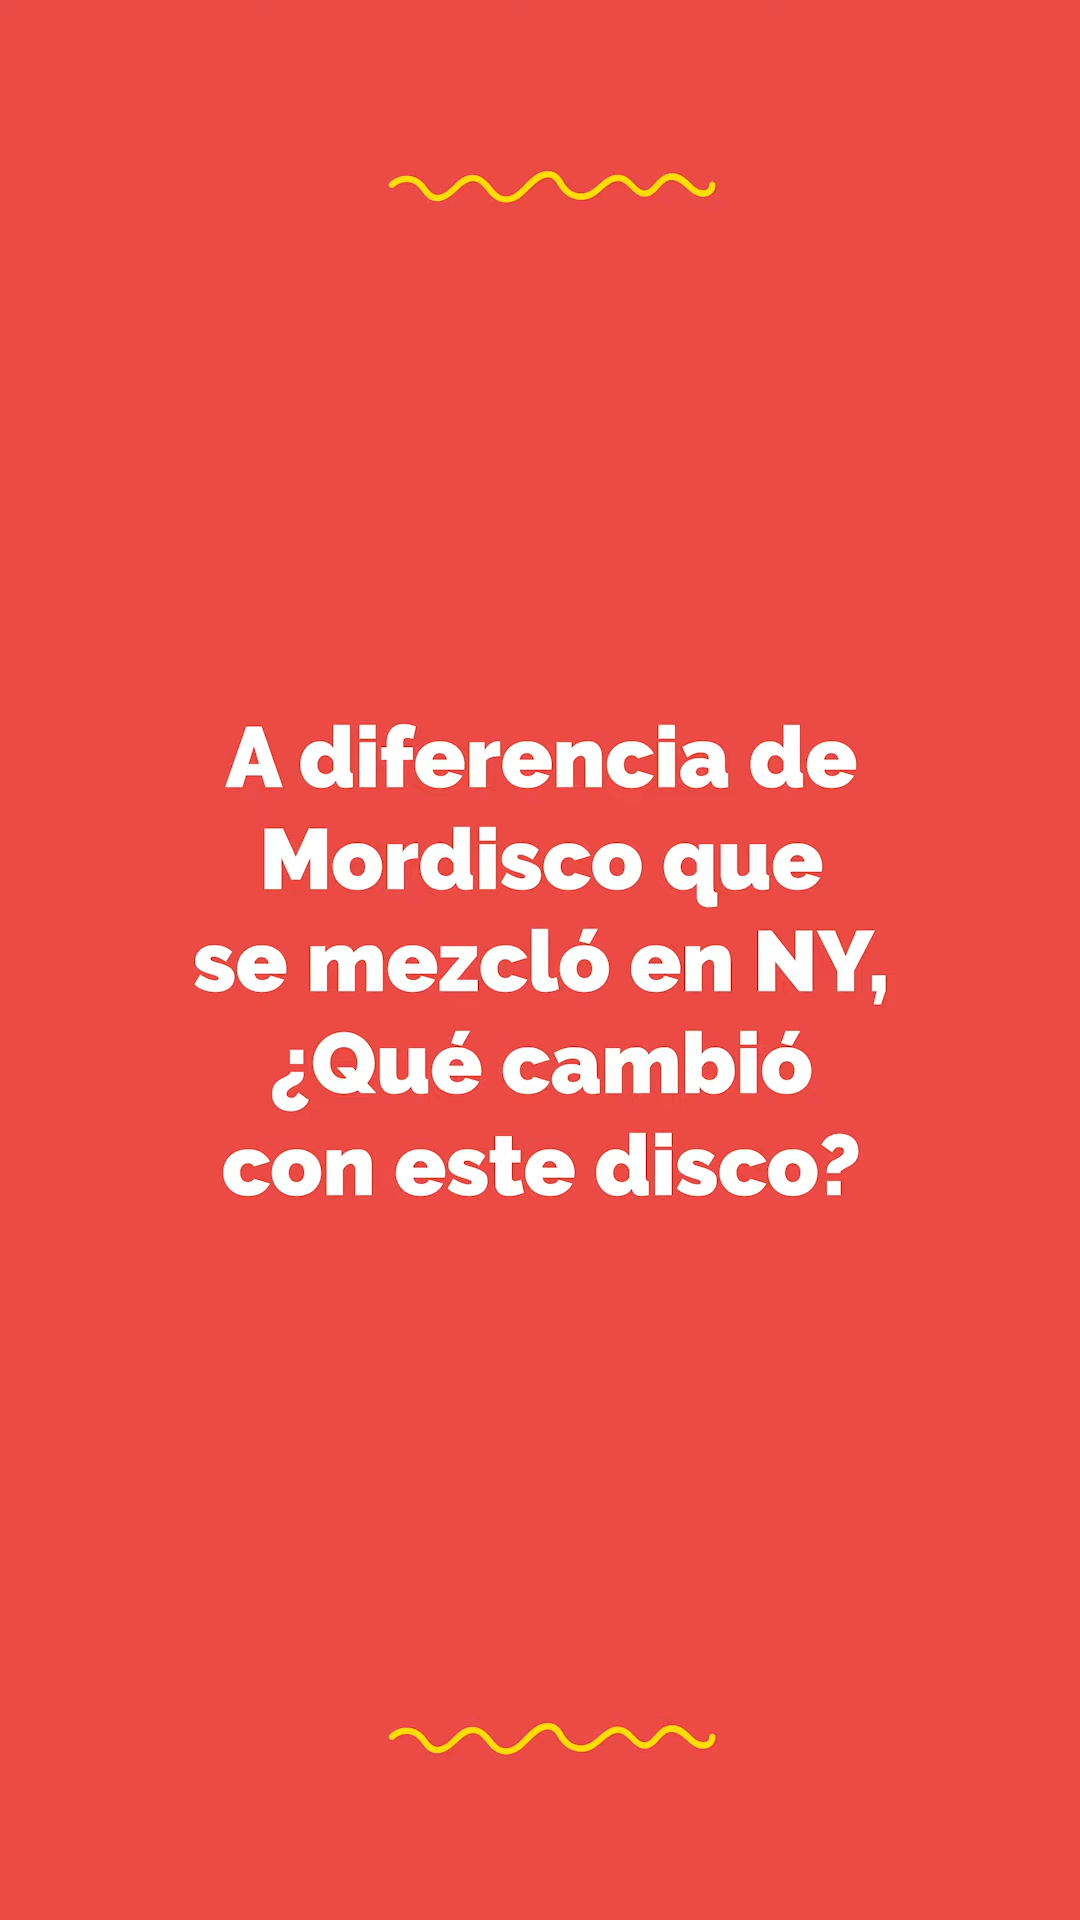 A diferencia de
Mordisco que
se mezcló en NY,
¿Qué cambió
con este disco?